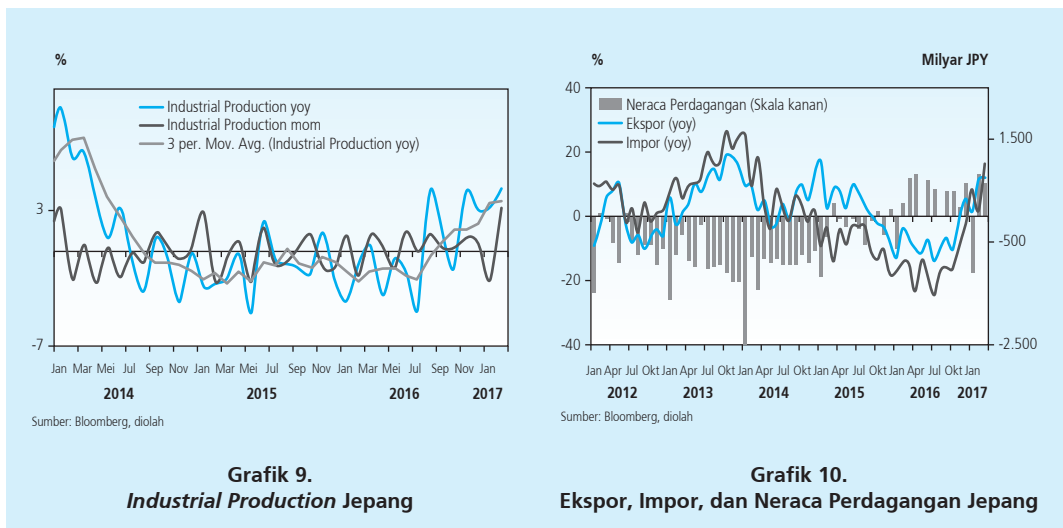 %
Industrial Production yoy
Industrial Production mom
3 per. Mov. Avg. (Industrial Production yoy)
3
-7
Jan Mar Mei Jul Sep Nov Jan Mar Mei Jul Sep Nov Jan Mar Mei Jul Sep Nov Jan
2014 2015 2016 2017
Sumber: Bloomberg, diolah
Grafik 9.
Industrial Production Jepang
% Milyar JPY
Neraca Perdagangan (Skala kanan)
Ekspor (yoy)
Impor (yoy)
40
20
0
-20
-40
1.500
-500
-2.500
Jan Apr Jul Okt Jan Apr Jul Okt Jan Apr Jul Okt Jan Apr Jul Okt Jan Apr Jul Okt Jan
2012 2013 2014 2015 2016 2017
Sumber: Bloomberg, diolah
Grafik 10.
Ekspor, Impor, dan Neraca Perdagangan Jepang